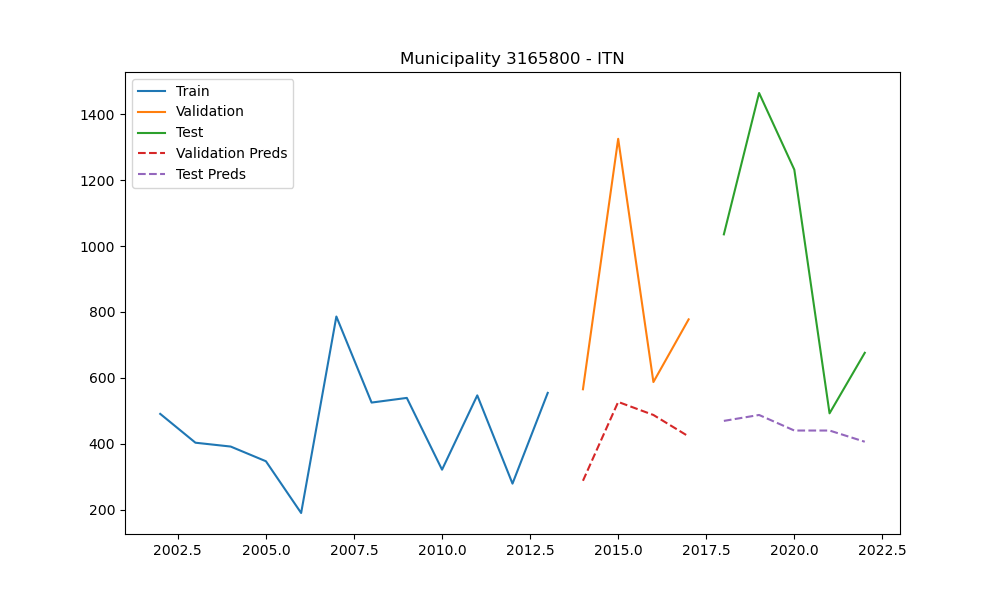 Municipality 3165800 - ITN
Train
Validation
Test
Validation Preds
Test Preds
1400
1200
1000
800
600
400
200
2002.5 2005.0 2007.5 2010.0 2012.5 2015.0 2017.5 2020.0 2022.5